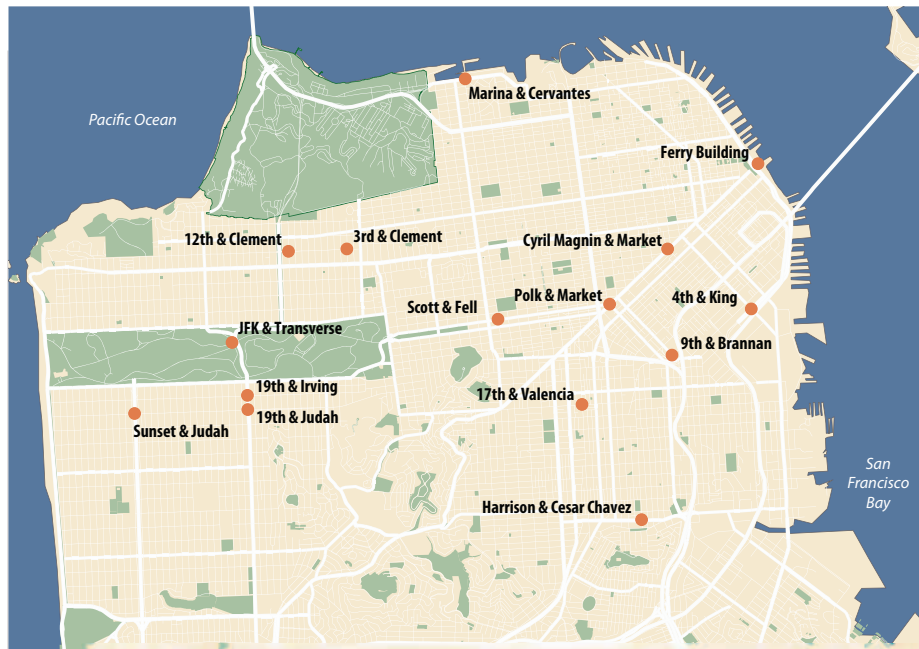 Marina & Cervantes
Pacific Ocean
Ferry Building
12th & Clement
3rd & Clement
Cyril Magnin & Market
Polk & Market
4th & King
Scott & Fell
JFK & Transverse
9th & Brannan
19th & Irving
17th & Valencia
19th & Judah
Sunset & Judah
San
Francisco
Bay
Harrison & Cesar Chavez